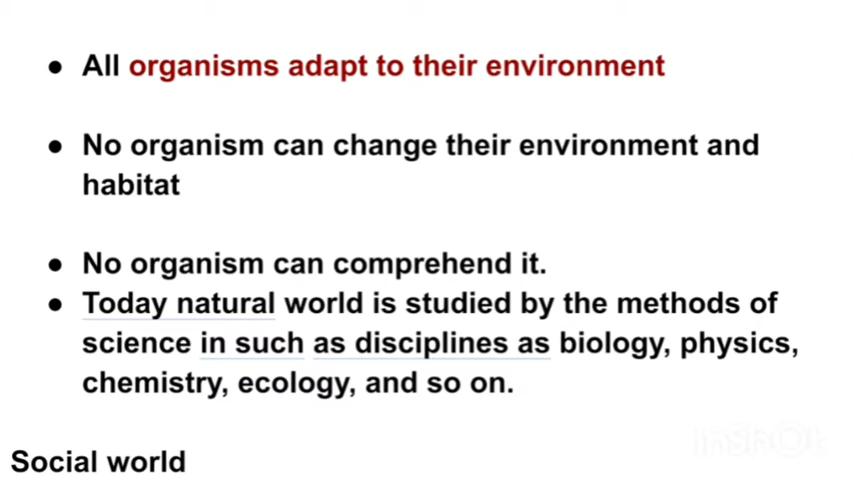 ● All organisms adapt to their environment
● No organism can change their environment and
habitat
● No organism can comprehend it.
● Today natural world is studied by the methods of
science in such as disciplines as biology, physics,
chemistry, ecology, and so on.
Social world